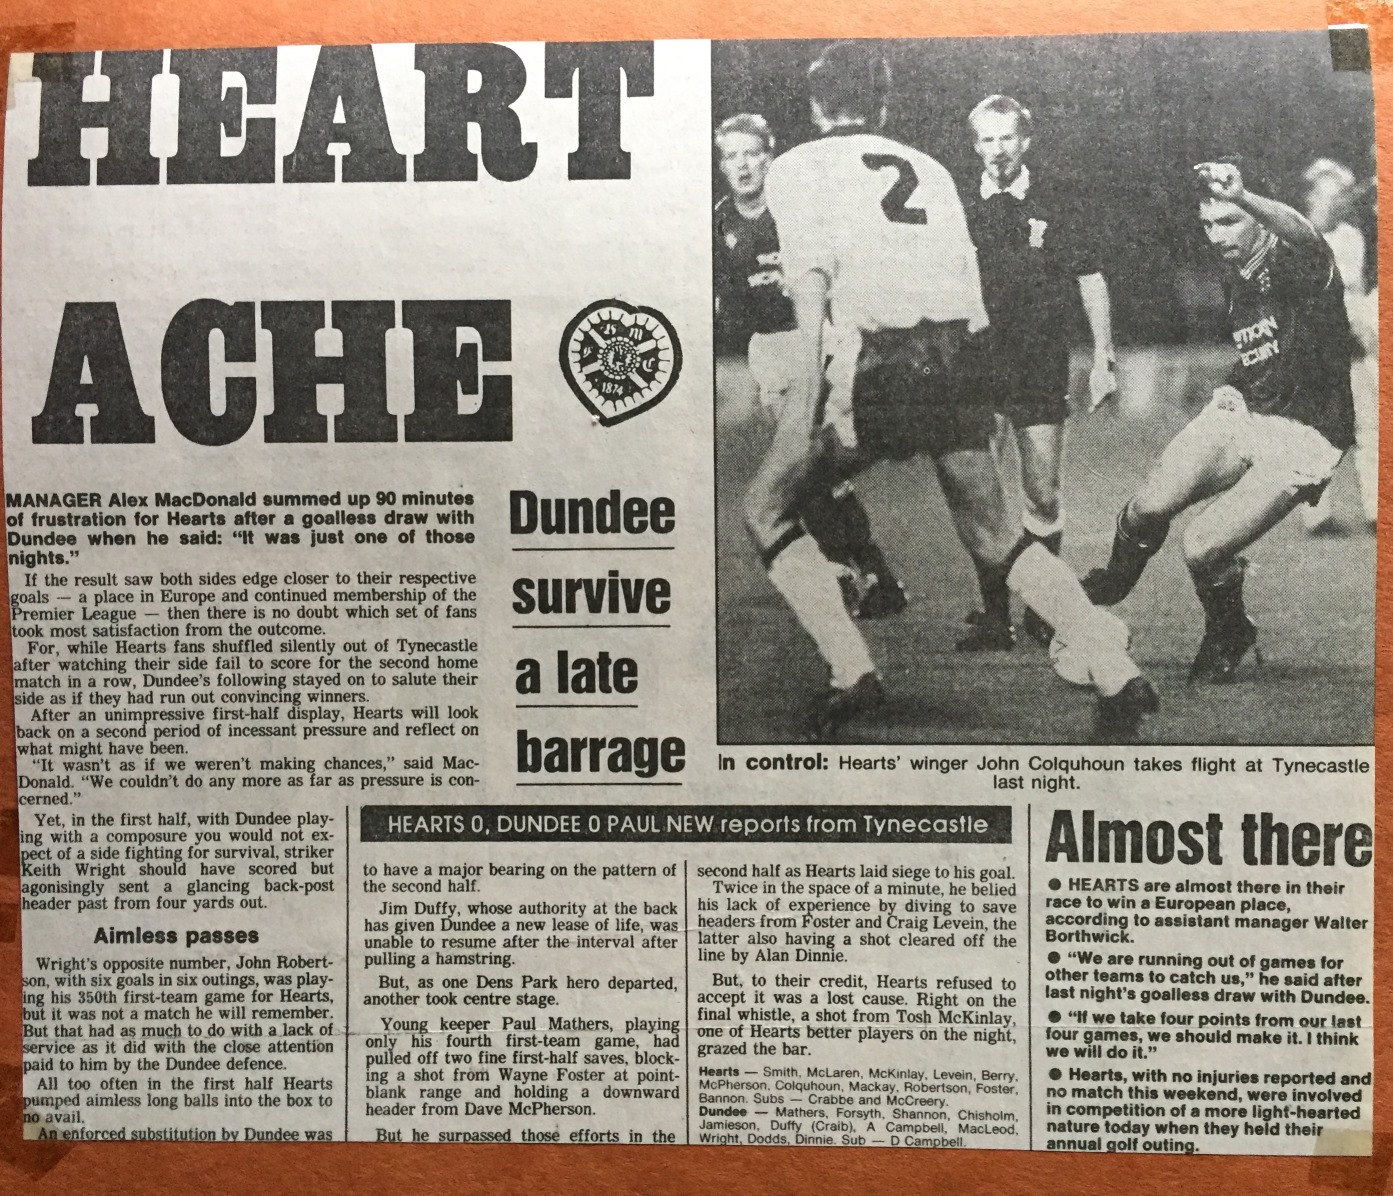 HEART
ACHE
1874
Dundee
survive
a late
barrage
2
In control: Hearts' winger John Colquhoun takes flight at Tynecastle
last night.
MANAGER Alex MacDonald summed up 90 minutes
of frustration for Hearts after a goalless draw with
Dundee when he said: “It was just one of those
nights.”
If the result saw both sides edge closer to their respective
goals — a place in Europe and continued membership of the
Premier League — then there is no doubt which set of fans
took most satisfaction from the outcome.
For, while Hearts fans shuffled silently out of Tynecastle
after watching their side fail to score for the second home
match in a row, Dundee's following stayed on to salute their
side as if they had run out convincing winners.
After an unimpressive first-half display, Hearts will look
back on a second period of incessant pressure and reflect on
what might have been.
“It wasn't as if we weren't making chances,” said Mac-
Donald. “We couldn't do any more as far as pressure is con-
cerned.”
Yet, in the first half, with Dundee play-
ing with a composure you would not ex-
pect of a side fighting for survival, striker
Keith Wright should have scored but
agonisingly sent a glancing back-post
header past from four yards out.
Aimless passes
Wright's opposite number, John Robert-
son, with six goals in six outings, was play-
ing his 350th first-team game for Hearts,
but it was not a match he will remember.
But that had as much to do with a lack of
service as it did with the close attention
paid to him by the Dundee defence.
All too often in the first half Hearts
pumped aimless long balls into the box to
no avail.
An enforced substitution by Dundee was
HEARTS 0, DUNDEE 0 PAUL NEW reports from Tynecastle
to have a major bearing on the pattern of
the second half.
Jim Duffy, whose authority at the back
has given Dundee a new lease of life, was
unable to resume after the interval after
pulling a hamstring.
But, as one Dens Park hero departed,
another took centre stage.
Young keeper Paul Mathers, playing
only his fourth first-team game, had
pulled off two fine first-half saves, block-
ing a shot from Wayne Foster at point-
blank range and holding a downward
header from Dave McPherson.
But he surpassed those efforts in the
second half as Hearts laid siege to his goal.
Twice in the space of a minute, he belied
his lack of experience by diving to save
headers from Foster and Craig Levein, the
latter also having a shot cleared off the
line by Alan Dinnie.
But, to their credit, Hearts refused to
accept it was a lost cause. Right on the
final whistle, a shot from Tosh McKinlay,
one of Hearts better players on the night,
grazed the bar.
Hearts — Smith, McLaren, McKinlay, Levein, Berry,
McPherson, Colquhoun, Mackay, Robertson, Foster,
Bannon. Subs — Crabbe and McCreery.
Dundee — Mathers, Forsyth, Shannon, Chisholm,
Jamieson, Duffy (Craib), A Campbell, MacLeod,
Wright, Dodds, Dinnie. Sub — D Campbell.
Almost there
● HEARTS are almost there in their
race to win a European place,
according to assistant manager Walter
Borthwick.
● “We are running out of games for
other teams to catch us,” he said after
last night's goalless draw with Dundee.
● “If we take four points from our last
four games, we should make it. I think
we will do it.”
● Hearts, with no injuries reported and
no match this weekend, were involved
in competition of a more light-hearted
nature today when they held their
annual golf outing.